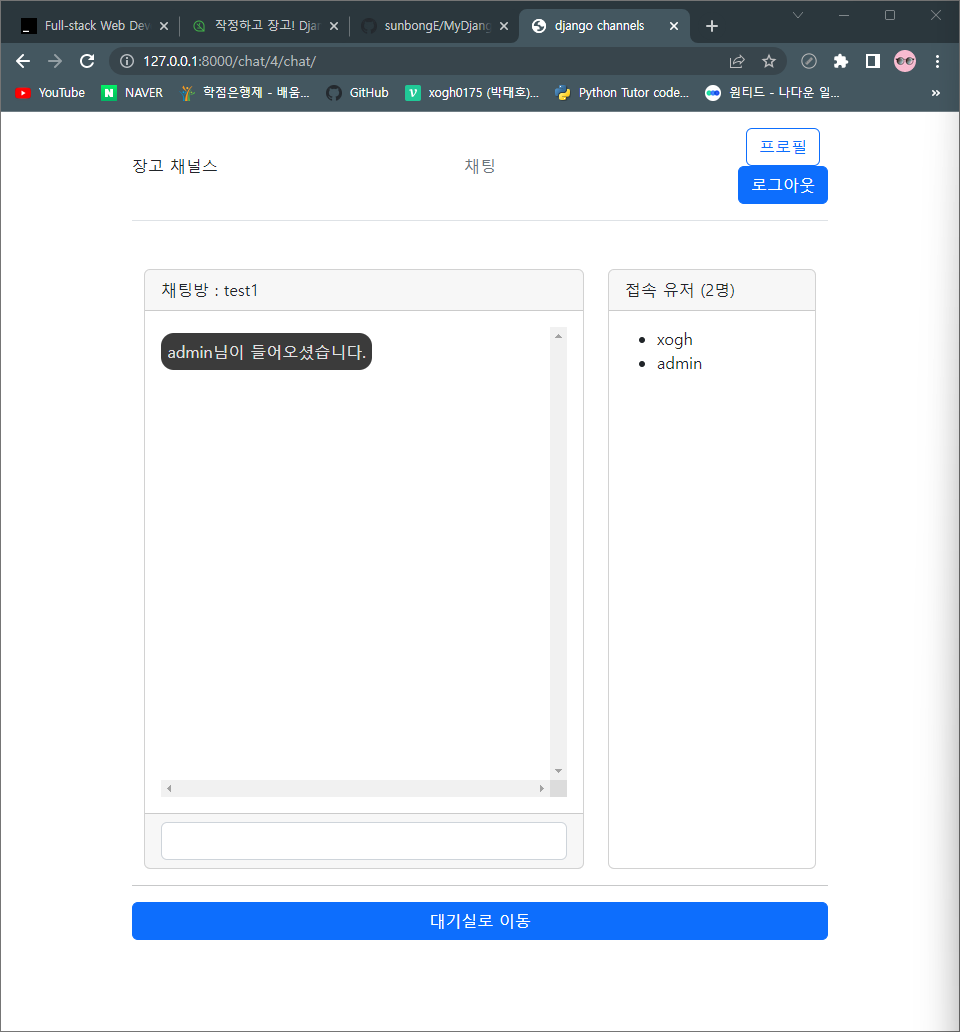 Full-stack Web Dev
작정하고 장고! Djan
sunbongE/MyDjang
django channels
127.0.0.1:8000/chat/4/chat/
YouTube
NAVER
학점은행제 - 배움...
GitHub
xogh0175 (박태호)...
Python Tutor code...
원티드 - 나다운 일...
»
장고 채널스
채팅
프로필
로그아웃
채팅방 : test1
접속 유저 (2명)
admin님이 들어오셨습니다.
• xogh
• admin
대기실로 이동